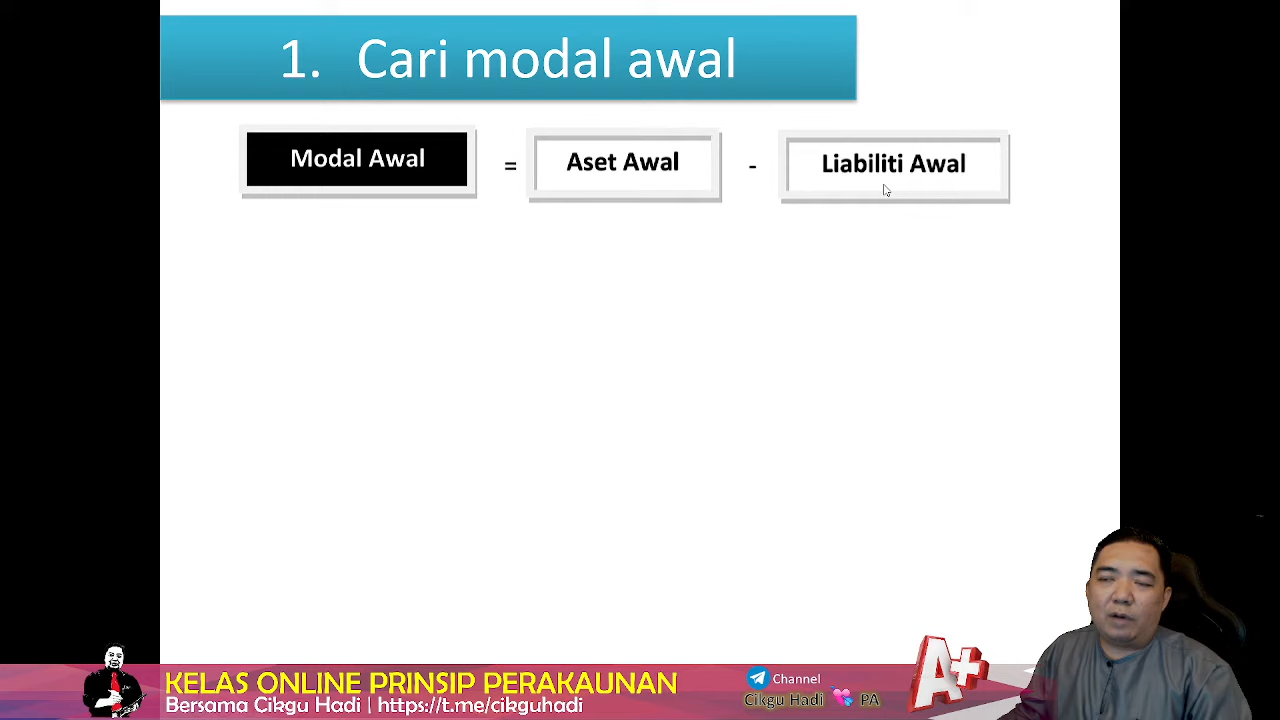 1. Cari modal awal
Modal Awal = Aset Awal - Liabiliti Awal
KELAS ONLINE PRINSIP PERAKAUNAN
Bersama Cikgu Hadi | https://t.me/cikguhadi
Channel
Cikgu Hadi 💘 PA
A+